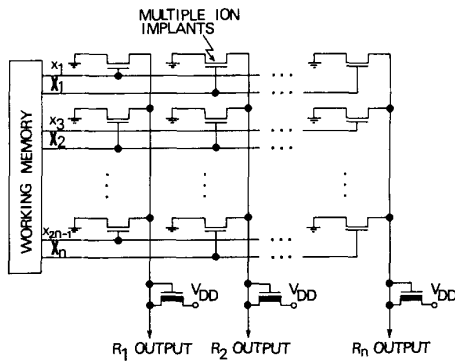 MULTIPLE ION
IMPLANTS
WORKING MEMORY
x1
X1
x3
X2
x2n-1
Xn
VDD
VDD
VDD
R1 OUTPUT
R2 OUTPUT
Rn OUTPUT